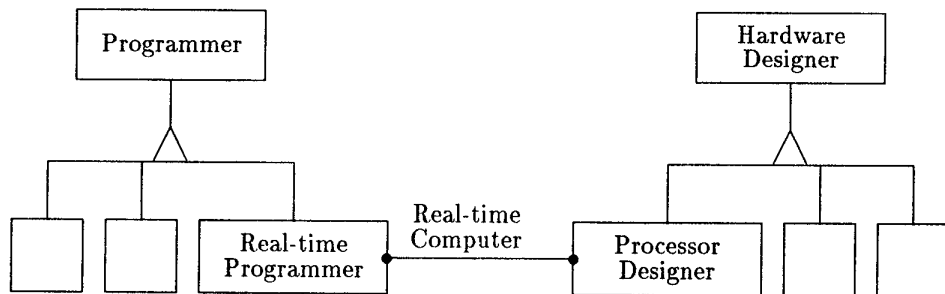 Programmer
Hardware
Designer
Real-time
Programmer
Real-time
Computer
Processor
Designer